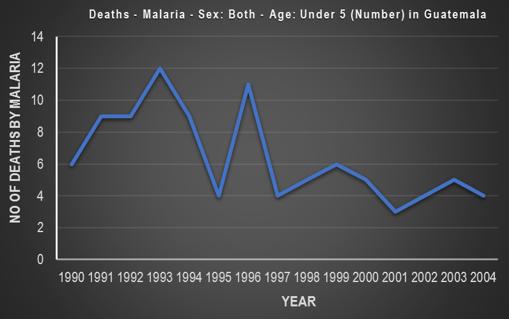 Deaths - Malaria - Sex: Both - Age: Under 5 (Number) in Guatemala
14
12
10
8
6
4
2
0
NO OF DEATHS BY MALARIA
1990 1991 1992 1993 1994 1995 1996 1997 1998 1999 2000 2001 2002 2003 2004
YEAR